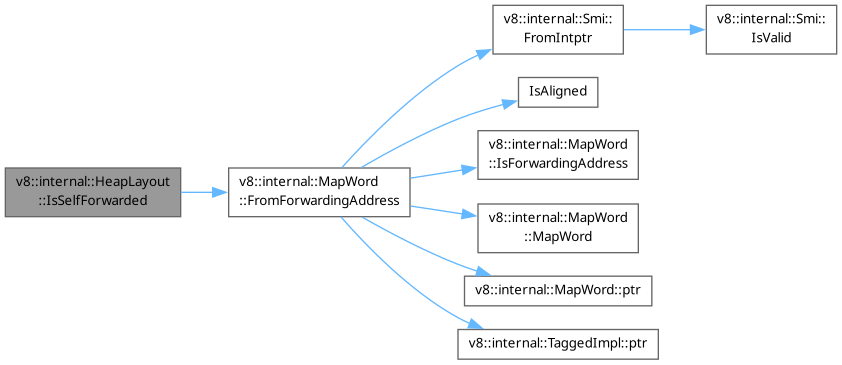 v8::internal::HeapLayout
::IsSelfForwarded
v8::internal::MapWord
::FromForwardingAddress
v8::internal::Smi::
FromIntptr
v8::internal::Smi::
IsValid
IsAligned
v8::internal::MapWord
::IsForwardingAddress
v8::internal::MapWord
::MapWord
v8::internal::MapWord::ptr
v8::internal::TaggedImpl::ptr